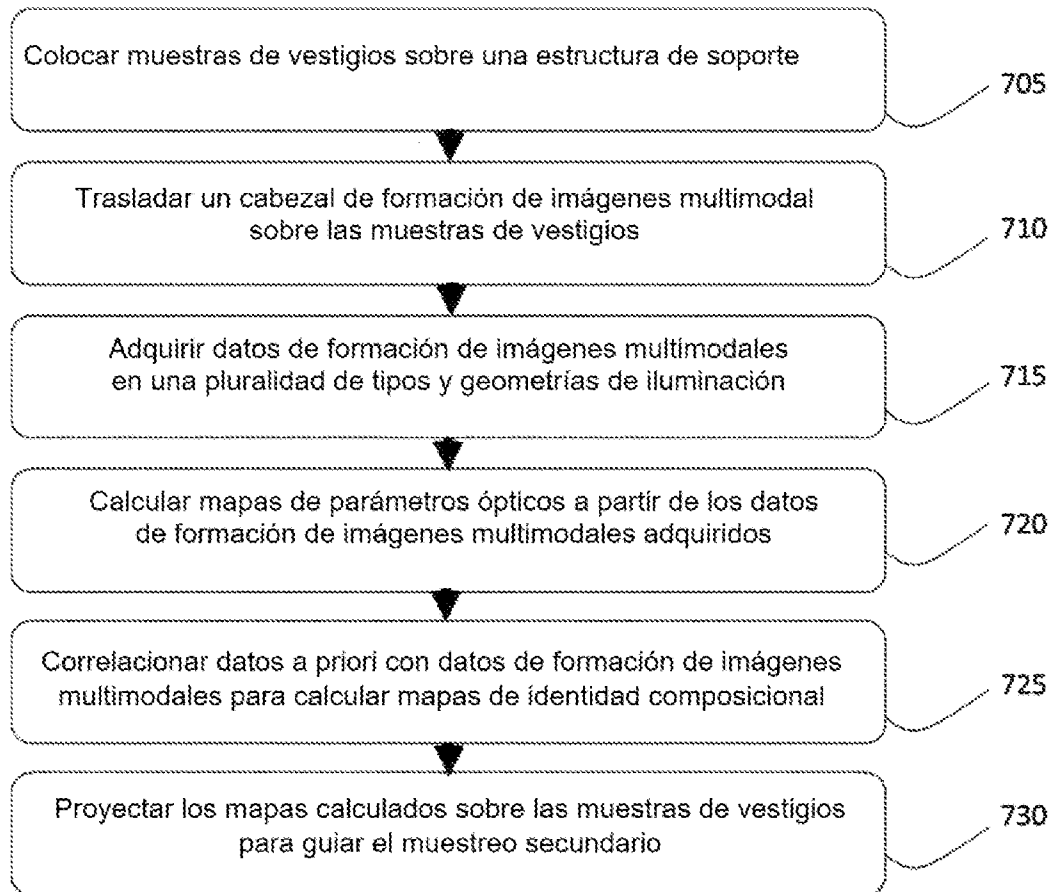 Colocar muestras de vestigios sobre una estructura de soporte
705
Trasladar un cabezal de formación de imágenes multimodal
sobre las muestras de vestigios
710
Adquirir datos de formación de imágenes multimodales
en una pluralidad de tipos y geometrías de iluminación
715
Calcular mapas de parámetros ópticos a partir de los datos
de formación de imágenes multimodales adquiridos
720
Correlacionar datos a priori con datos de formación de imágenes
multimodales para calcular mapas de identidad composicional
725
Proyectar los mapas calculados sobre las muestras de vestigios
para guiar el muestreo secundario
730